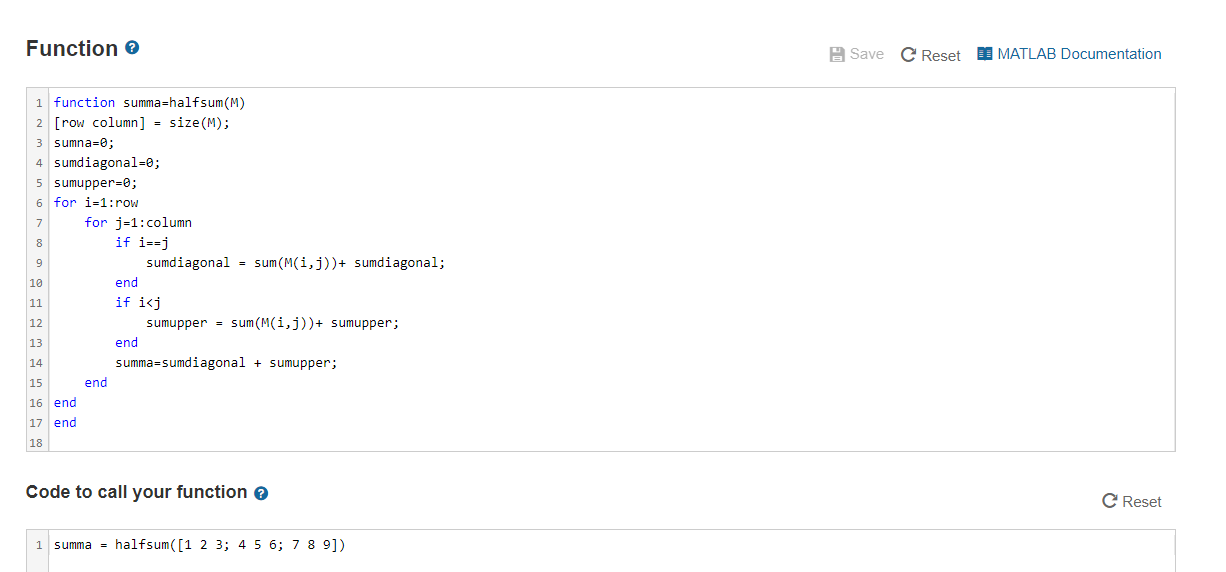 Function ?
Save Reset MATLAB Documentation
1 function summa=halfsum(M)
2 [row column] = size(M);
3 sumna=0;
4 sumdiagonal=0;
5 sumupper=0;
6 for i=1:row
7     for j=1:column
8         if i==j
9             sumdiagonal = sum(M(i,j))+ sumdiagonal;
10         end
11         if i<j
12             sumupper = sum(M(i,j))+ sumupper;
13         end
14         summa=sumdiagonal + sumupper;
15     end
16 end
17 end
18
Code to call your function ?
Reset
1 summa = halfsum([1 2 3; 4 5 6; 7 8 9])